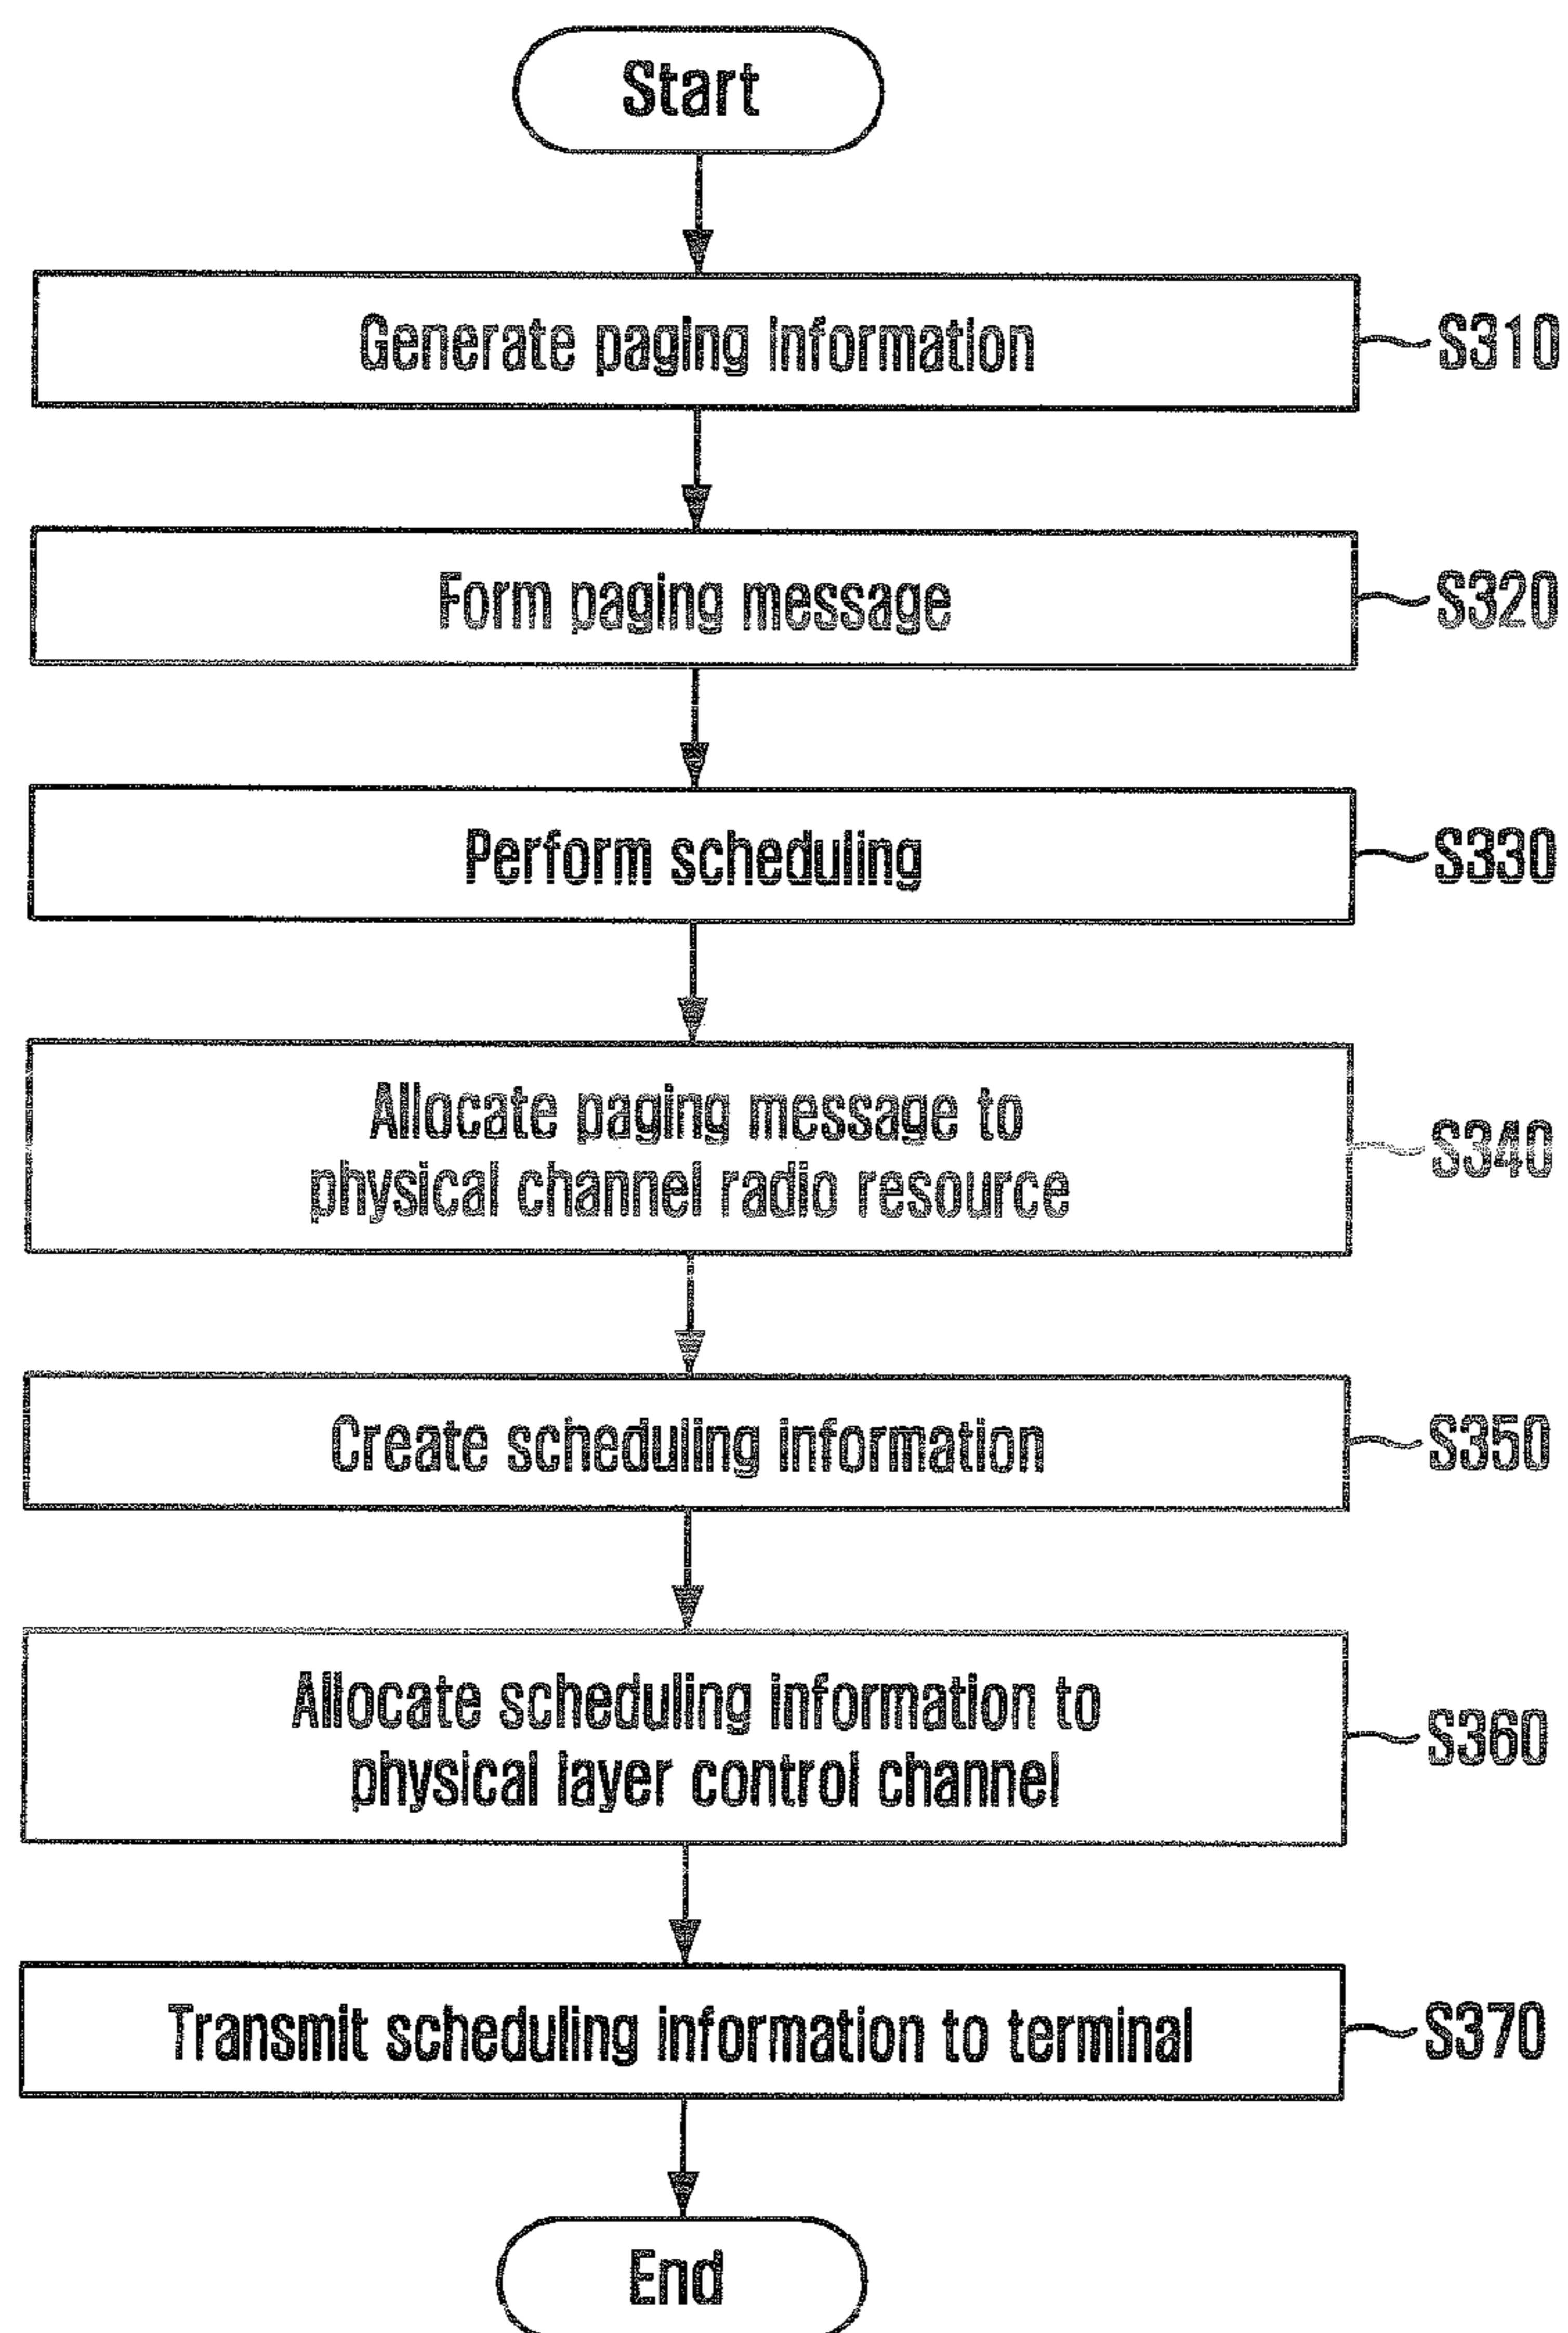 Start
Generate paging information
S310
Form paging message
S320
Perform scheduling
S330
Allocate paging message to
physical channel radio resource
S340
Create scheduling information
S350
Allocate scheduling information to
physical layer control channel
S360
Transmit scheduling information to terminal
S370
End